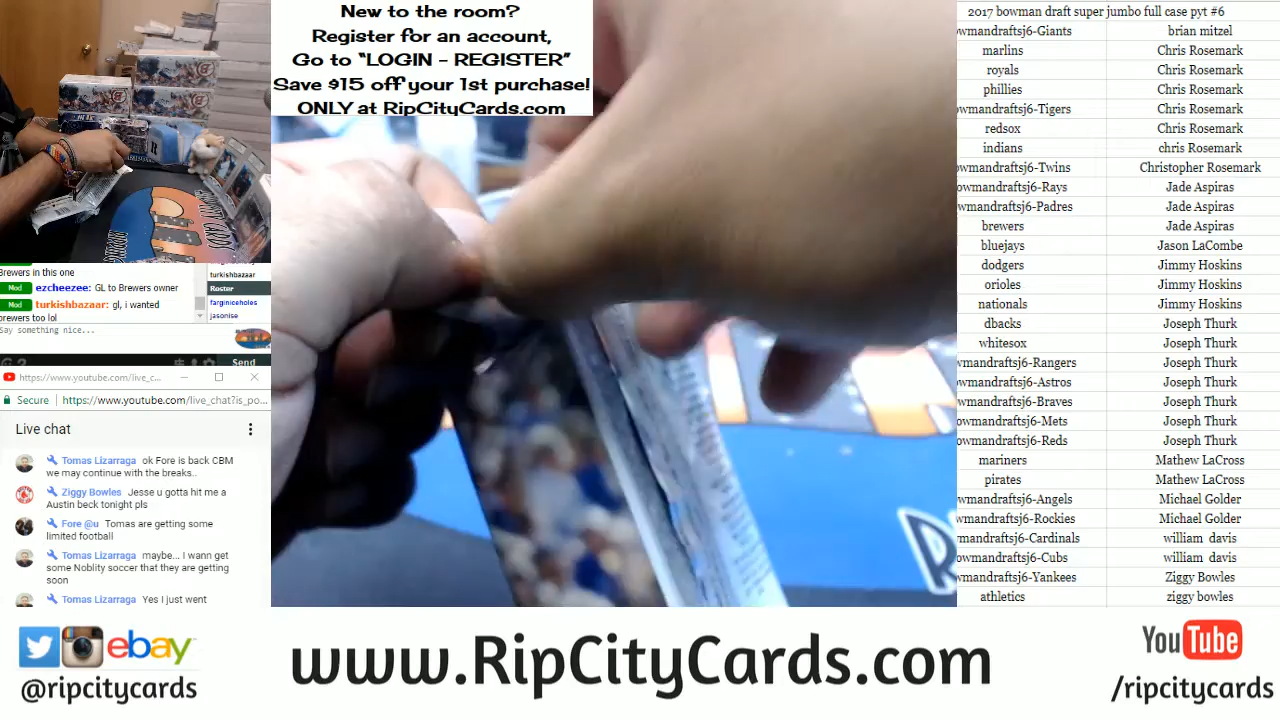 New to the room?
Register for an account,
Go to “LOGIN - REGISTER”
Save $15 off your 1st purchase!
ONLY at RipCityCards.com
2017 bowman draft super jumbo full case pyt #6
owmandraftsj6-Giants brian mitzel
marlins Chris Rosemark
royals Chris Rosemark
phillies Chris Rosemark
owmandraftsj6-Tigers Chris Rosemark
redsox Chris Rosemark
indians chris Rosemark
owmandraftsj6-Twins Christopher Rosemark
owmandraftsj6-Rays Jade Aspiras
owmandraftsj6-Padres Jade Aspiras
brewers Jade Aspiras
bluejays Jason LaCombe
dodgers Jimmy Hoskins
orioles Jimmy Hoskins
nationals Jimmy Hoskins
dbacks Joseph Thurk
whitesox Joseph Thurk
wmandraftsj6-Rangers Joseph Thurk
owmandraftsj6-Astros Joseph Thurk
owmandraftsj6-Braves Joseph Thurk
owmandraftsj6-Mets Joseph Thurk
owmandraftsj6-Reds Joseph Thurk
mariners Mathew LaCross
pirates Mathew LaCross
owmandraftsj6-Angels Michael Golder
wmandraftsj6-Rockies Michael Golder
wmandraftsj6-Cardinals william davis
owmandraftsj6-Cubs william davis
wmandraftsj6-Yankees Ziggy Bowles
athletics ziggy bowles
Brewers in this one
Mod ezcheezee: GL to Brewers owner
Mod turkishbazaar: gl, i wanted
brewers too lol
Say something nice...
turkishbazaar
Roster
farginiceholes
jasonise
Send
https://www.youtube.com/live_c...
Secure https://www.youtube.com/live_chat?is_po...
Live chat
Tomas Lizarraga ok Fore is back CBM
we may continue with the breaks..
Ziggy Bowles Jesse u gotta hit me a
Austin beck tonight pls
Fore @u Tomas are getting some
limited football
Tomas Lizarraga maybe... I wann get
some Noblity soccer that they are getting
soon
Tomas Lizarraga Yes I just went
ebay
@ripcitycards
www.RipCityCards.com
YouTube
/ripcitycards